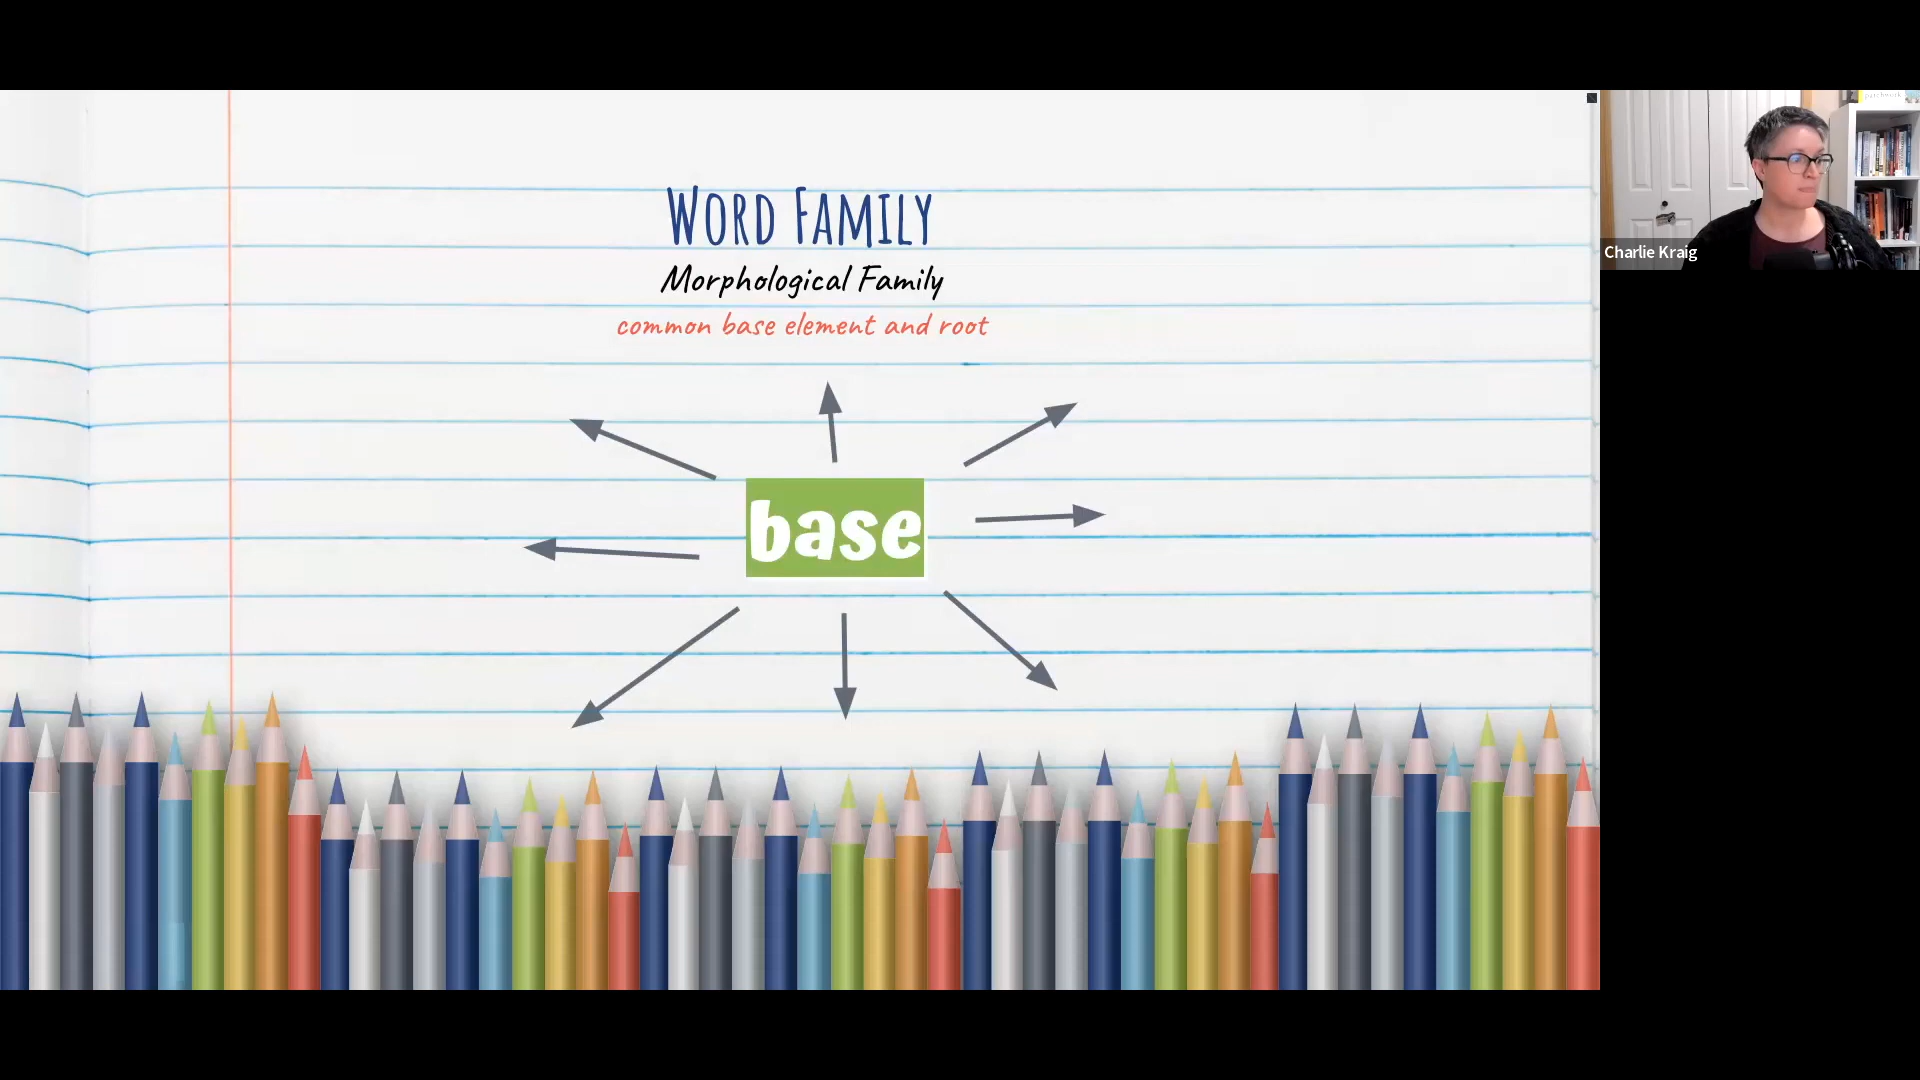 WORD FAMILY
Morphological Family
common base element and root
base
Charlie Kraig